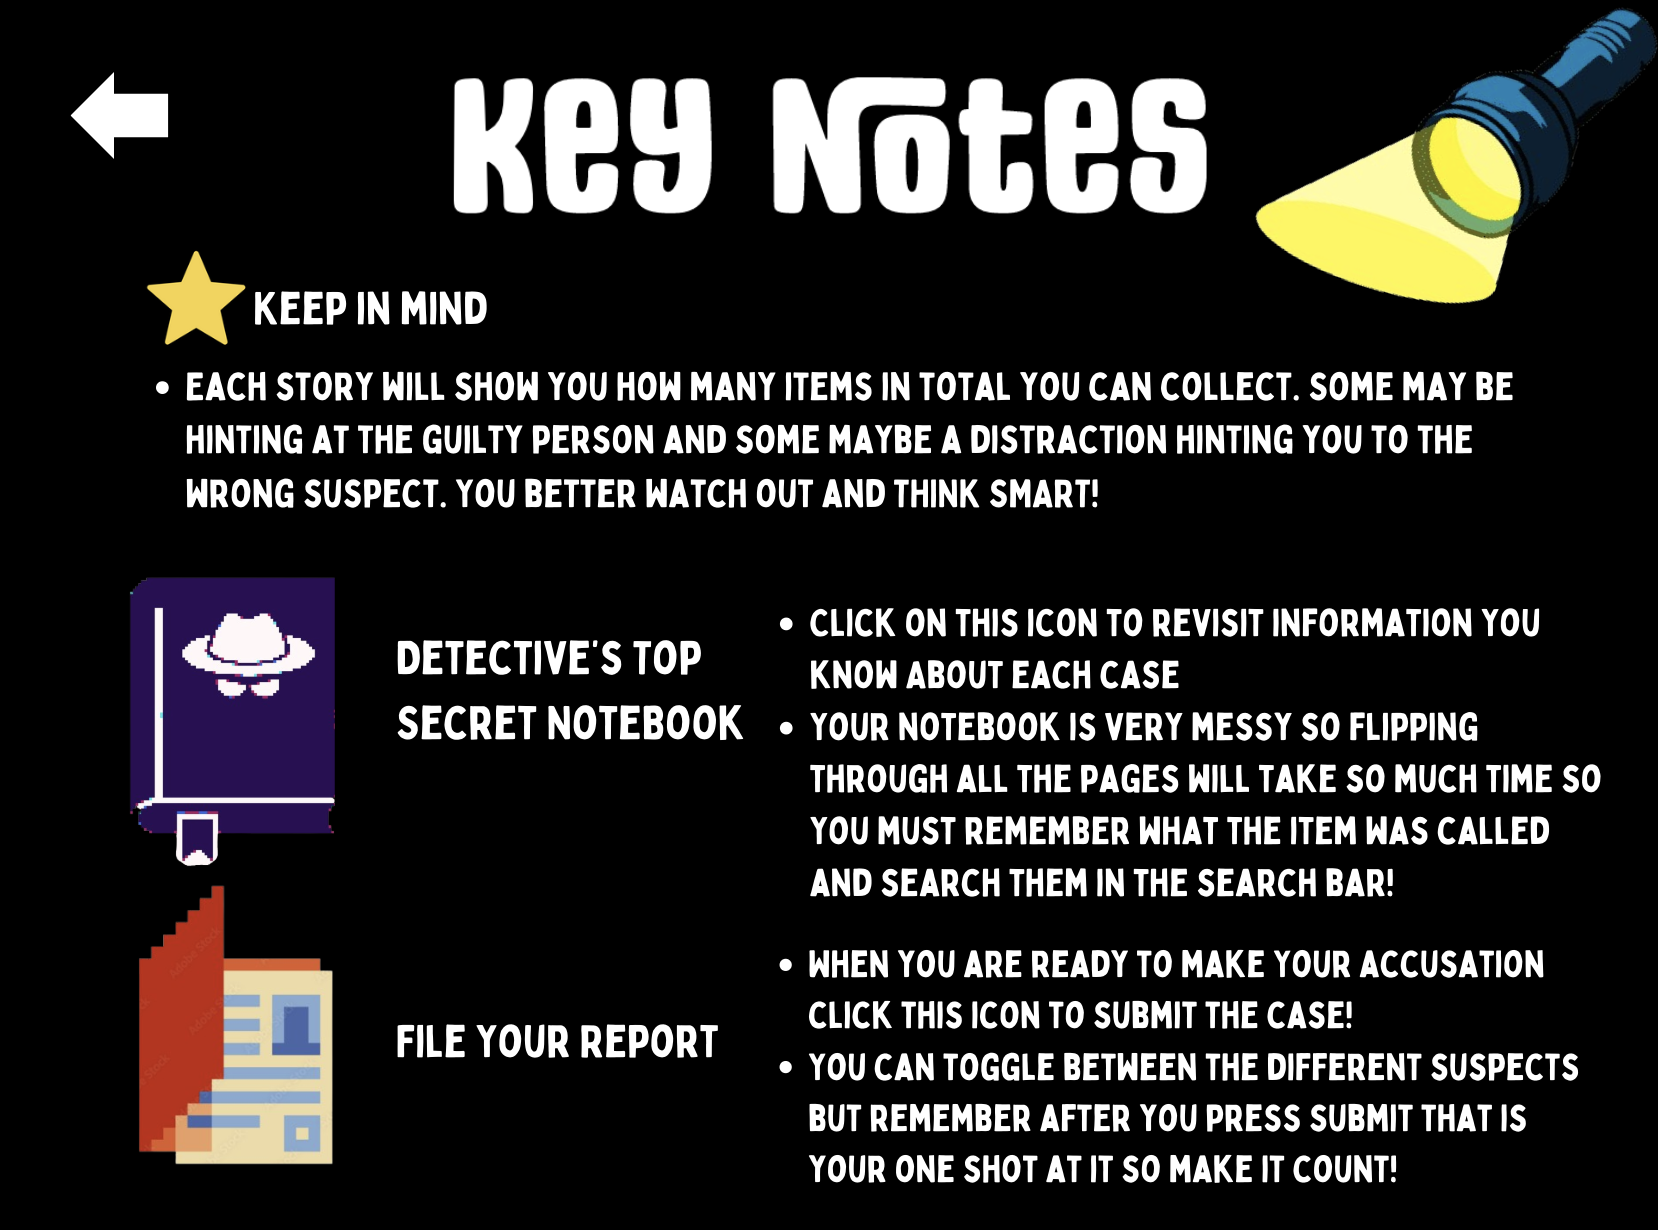 Key Notes
KEEP IN MIND
• EACH STORY WILL SHOW YOU HOW MANY ITEMS IN TOTAL YOU CAN COLLECT. SOME MAY BE
HINTING AT THE GUILTY PERSON AND SOME MAYBE A DISTRACTION HINTING YOU TO THE
WRONG SUSPECT. YOU BETTER WATCH OUT AND THINK SMART!
DETECTIVE'S TOP
SECRET NOTEBOOK
• CLICK ON THIS ICON TO REVISIT INFORMATION YOU
KNOW ABOUT EACH CASE
• YOUR NOTEBOOK IS VERY MESSY SO FLIPPING
THROUGH ALL THE PAGES WILL TAKE SO MUCH TIME SO
YOU MUST REMEMBER WHAT THE ITEM WAS CALLED
AND SEARCH THEM IN THE SEARCH BAR!
FILE YOUR REPORT
• WHEN YOU ARE READY TO MAKE YOUR ACCUSATION
CLICK THIS ICON TO SUBMIT THE CASE!
• YOU CAN TOGGLE BETWEEN THE DIFFERENT SUSPECTS
BUT REMEMBER AFTER YOU PRESS SUBMIT THAT IS
YOUR ONE SHOT AT IT SO MAKE IT COUNT!
Adobe Stock